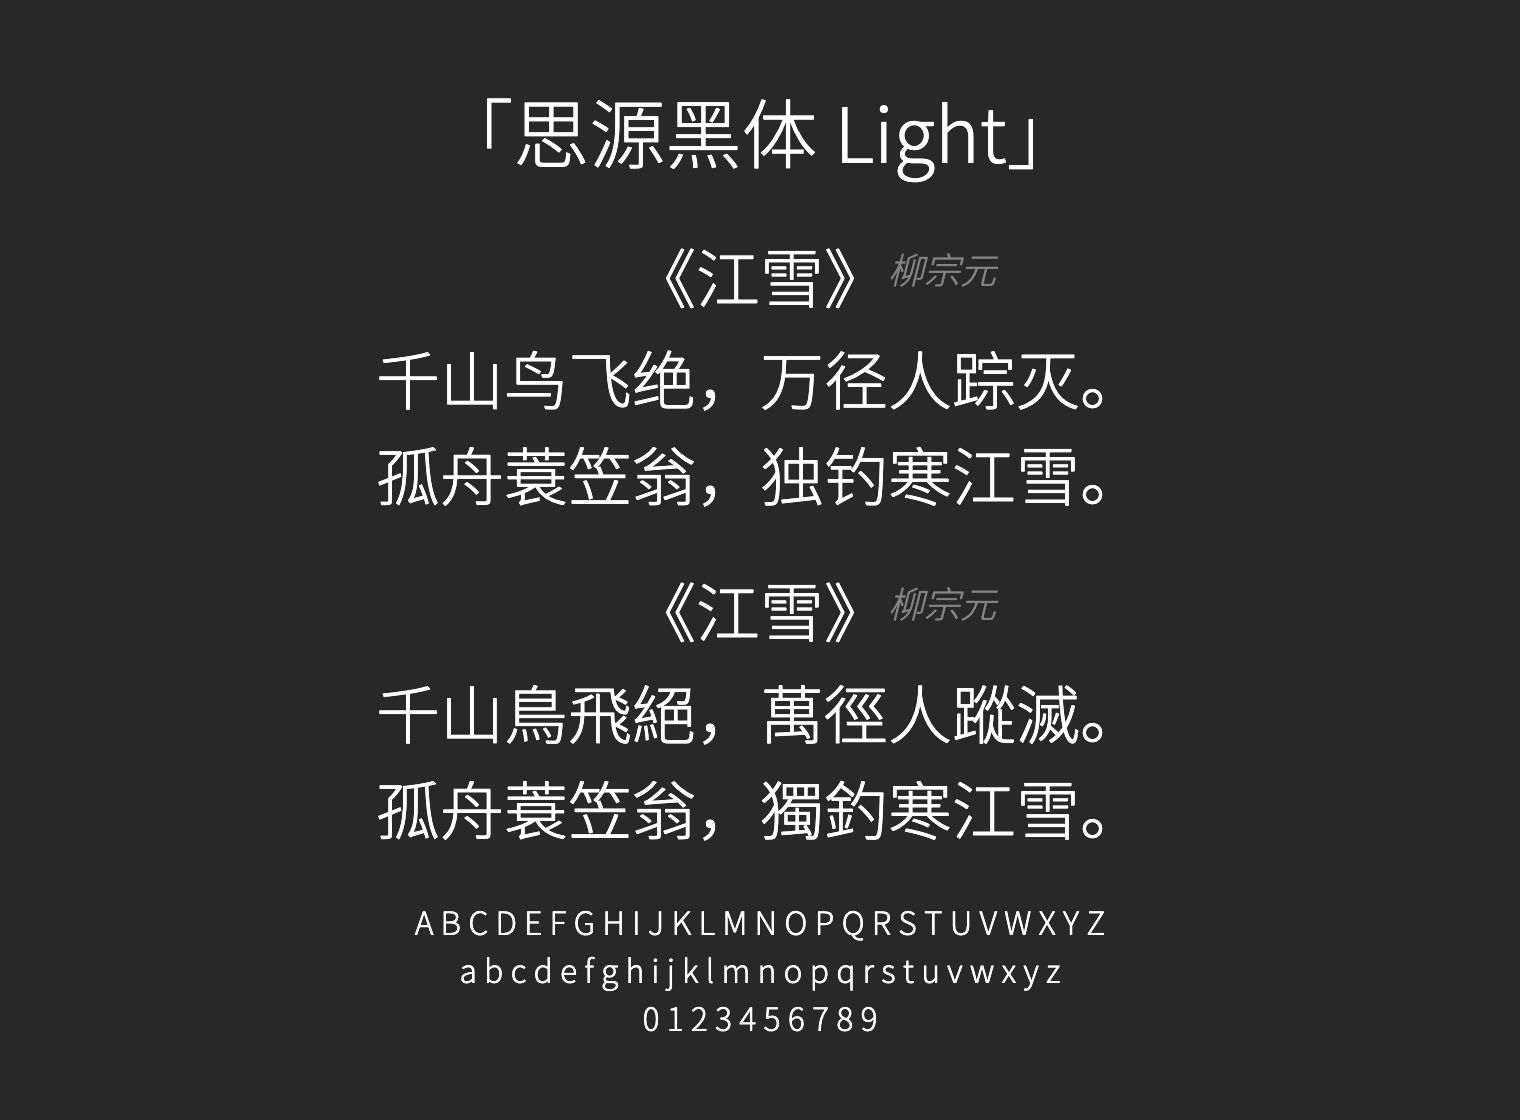 「思源黑体 Light」
《江雪》 柳宗元
千山鸟飞绝，万径人踪灭。
孤舟蓑笠翁，独钓寒江雪。
《江雪》 柳宗元
千山鳥飛絕，萬徑人蹤滅。
孤舟蓑笠翁，獨釣寒江雪。
A B C D E F G H I J K L M N O P Q R S T U V W X Y Z
a b c d e f g h i j k l m n o p q r s t u v w x y z
0 1 2 3 4 5 6 7 8 9